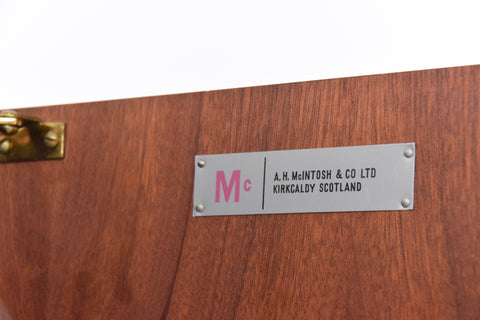 Mc
A.H. McINTOSH & CO LTD
KIRKCALDY SCOTLAND